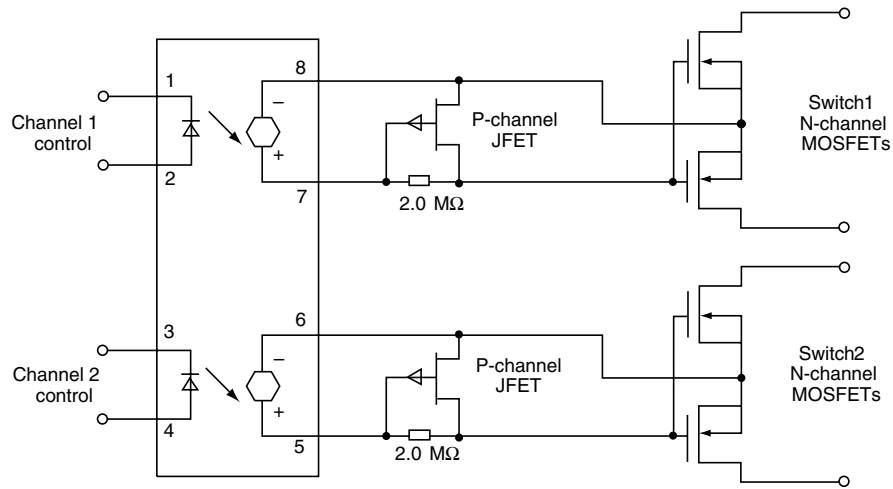 1
8
Channel 1
control
−
+
P-channel
JFET
Switch1
N-channel
MOSFETs
2
7
2.0 MΩ
3
6
Channel 2
control
−
+
P-channel
JFET
Switch2
N-channel
MOSFETs
4
5
2.0 MΩ